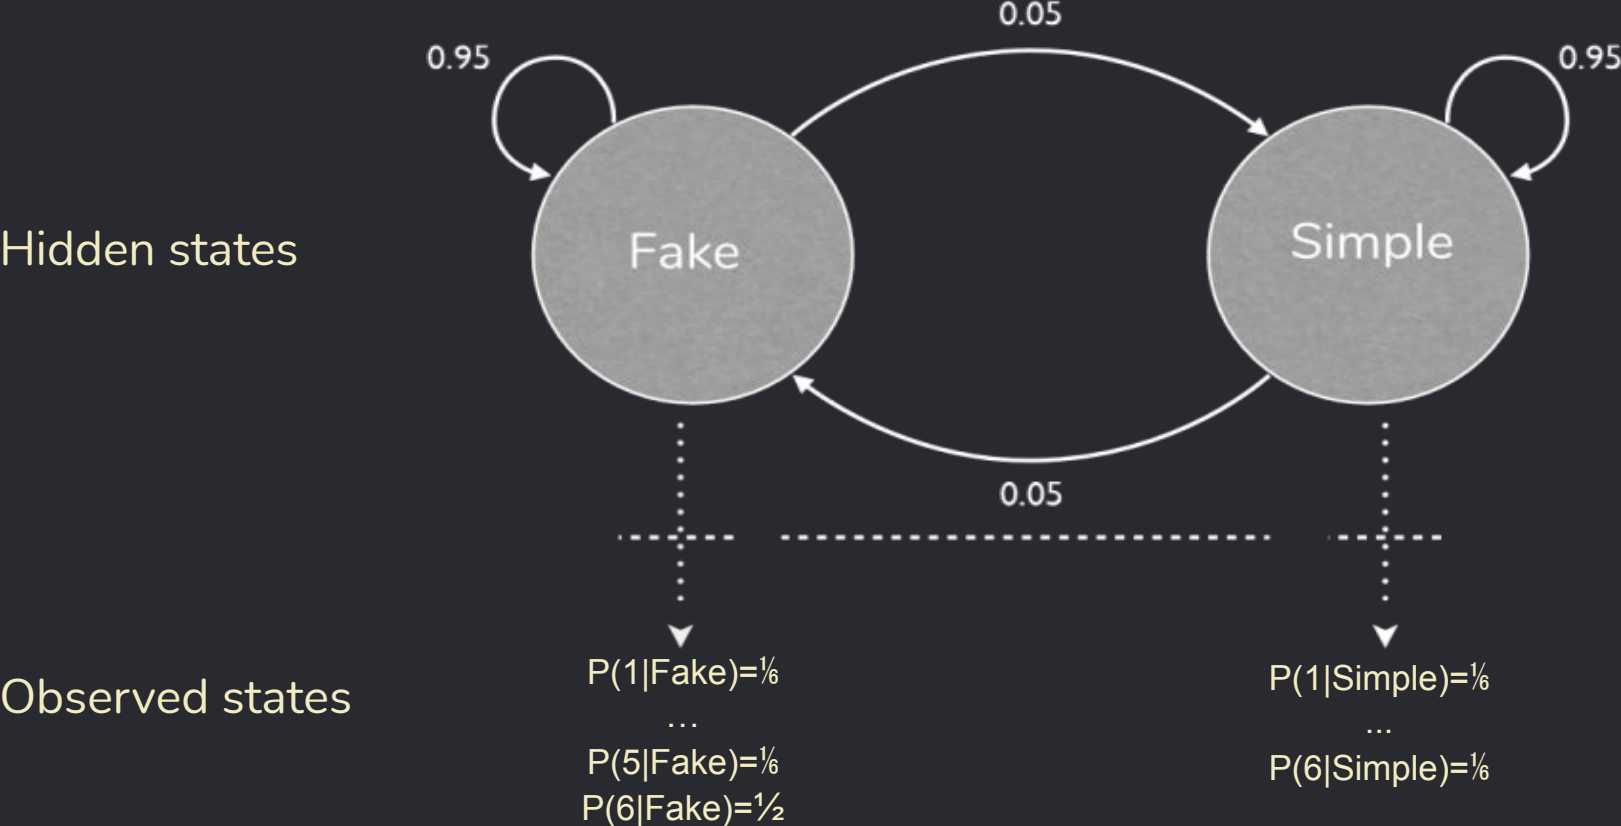 0.05
0.95
0.95
Hidden states
Fake
Simple
0.05
Observed states
P(1|Fake)=⅙
...
P(5|Fake)=⅙
P(6|Fake)=½
P(1|Simple)=⅙
...
P(6|Simple)=⅙